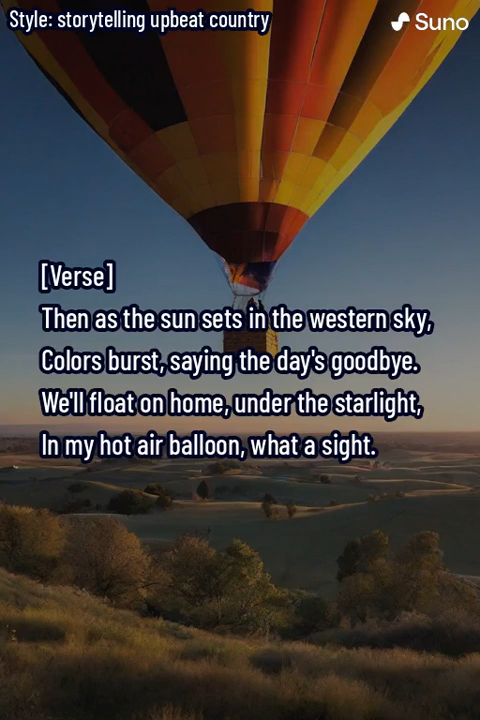 Style: storytelling upbeat country
Suno
[Verse]
Then as the sun sets in the western sky,
Colors burst, saying the day's goodbye.
We'll float on home, under the starlight,
In my hot air balloon, what a sight.